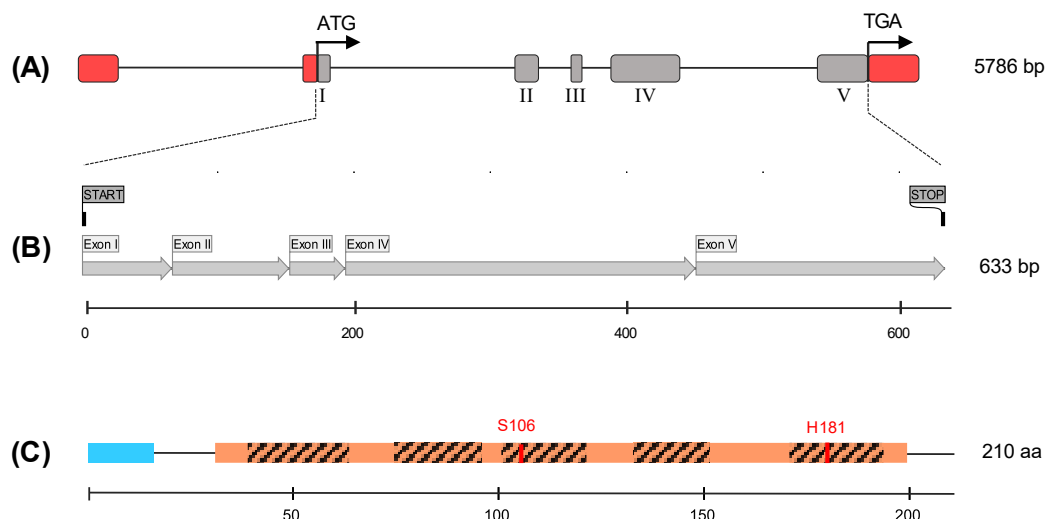 ATG TGA
(A) 5786 bp
I II III IV V
START STOP
(B) Exon I Exon II Exon III Exon IV Exon V 633 bp
0 200 400 600
S106 H181
(C) 210 aa
50 100 150 200